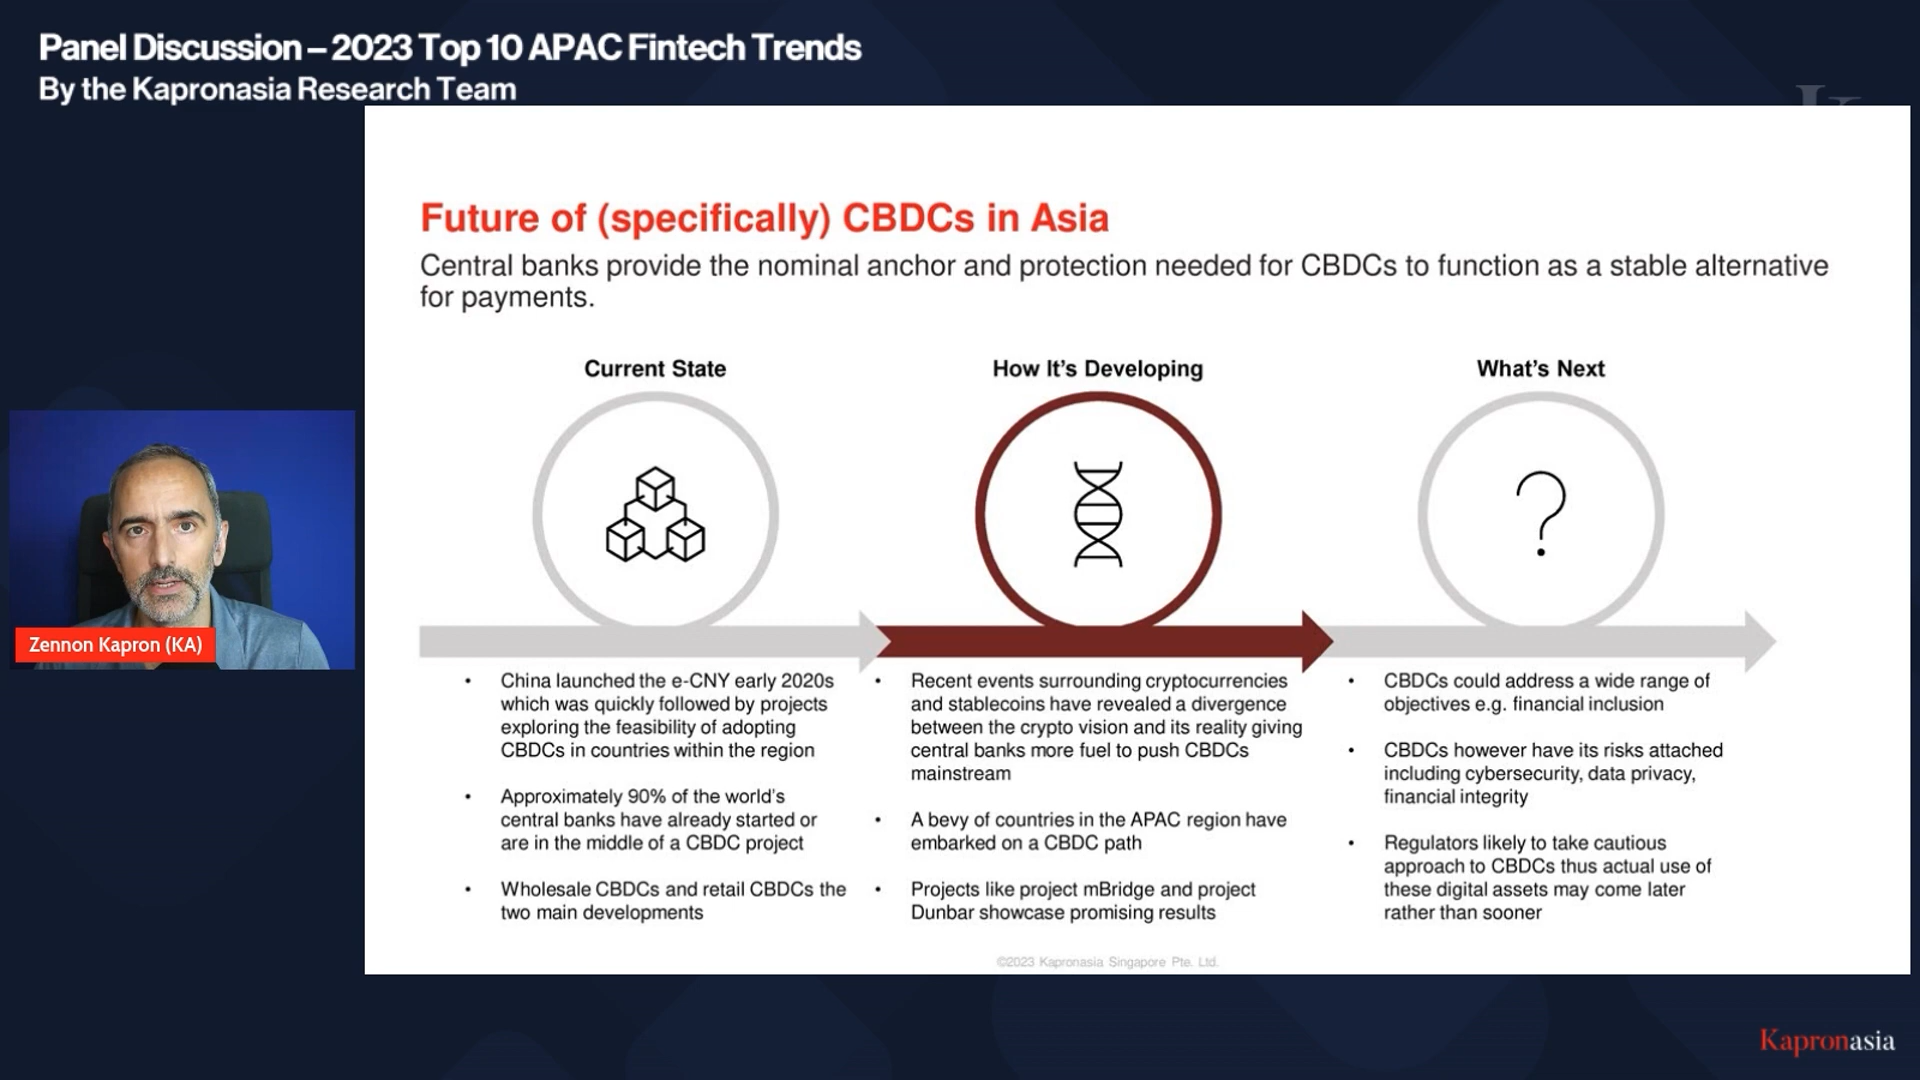 Panel Discussion – 2023 Top 10 APAC Fintech Trends
By the Kapronasia Research Team
Future of (specifically) CBDCs in Asia
Central banks provide the nominal anchor and protection needed for CBDCs to function as a stable alternative
for payments.
Current State
How It's Developing
What's Next
Zennon Kapron (KA)
• China launched the e-CNY early 2020s
which was quickly followed by projects
exploring the feasibility of adopting
CBDCs in countries within the region
• Approximately 90% of the world's
central banks have already started or
are in the middle of a CBDC project
• Wholesale CBDCs and retail CBDCs the
two main developments
• Recent events surrounding cryptocurrencies
and stablecoins have revealed a divergence
between the crypto vision and its reality giving
central banks more fuel to push CBDCs
mainstream
• A bevy of countries in the APAC region have
embarked on a CBDC path
• Projects like project mBridge and project
Dunbar showcase promising results
• CBDCs could address a wide range of
objectives e.g. financial inclusion
• CBDCs however have its risks attached
including cybersecurity, data privacy,
financial integrity
• Regulators likely to take cautious
approach to CBDCs thus actual use of
these digital assets may come later
rather than sooner
©2023 Kapronasia Singapore Pte. Ltd.
Kapronasia